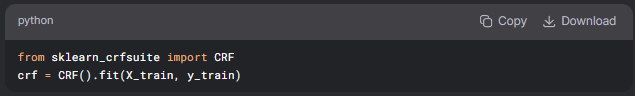 python
Copy
Download
from sklearn_crfsuite import CRF
crf = CRF().fit(X_train, y_train)